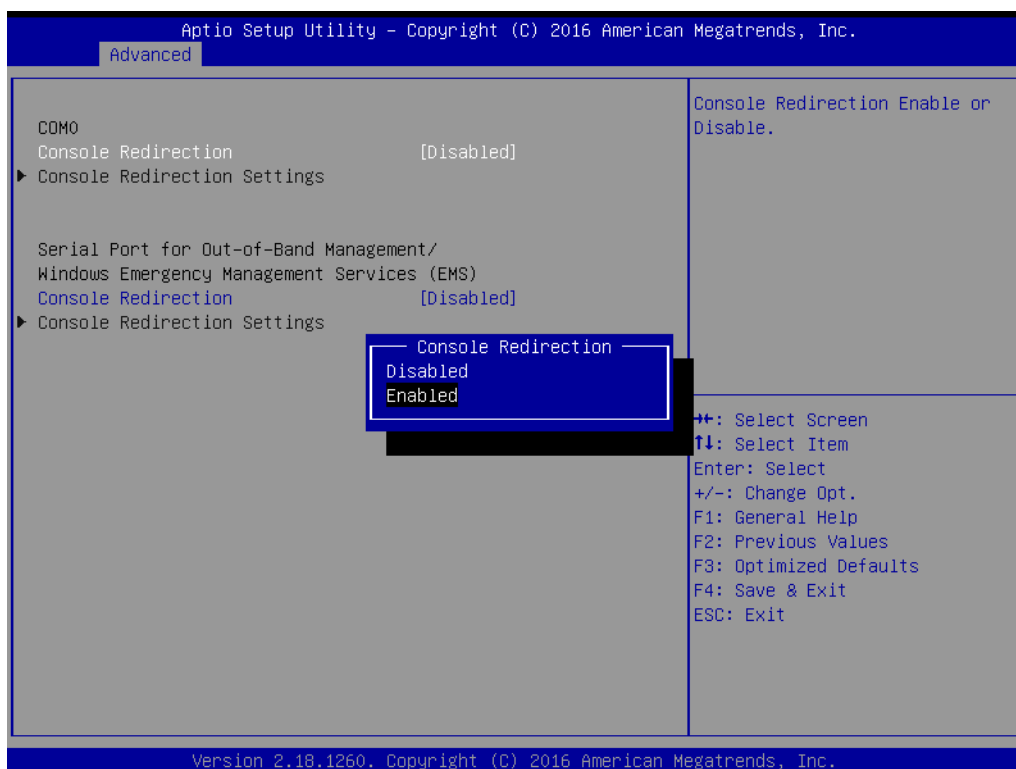 Aptio Setup Utility – Copyright (C) 2016 American Megatrends, Inc.
Advanced
COM0
Console Redirection [Disabled]
Console Redirection Settings
Serial Port for Out-of-Band Management/
Windows Emergency Management Services (EMS)
Console Redirection [Disabled]
Console Redirection Settings
Console Redirection
Disabled
Enabled
Console Redirection Enable or
Disable.
→←: Select Screen
↑↓: Select Item
Enter: Select
+/-: Change Opt.
F1: General Help
F2: Previous Values
F3: Optimized Defaults
F4: Save & Exit
ESC: Exit
Version 2.18.1260. Copyright (C) 2016 American Megatrends, Inc.